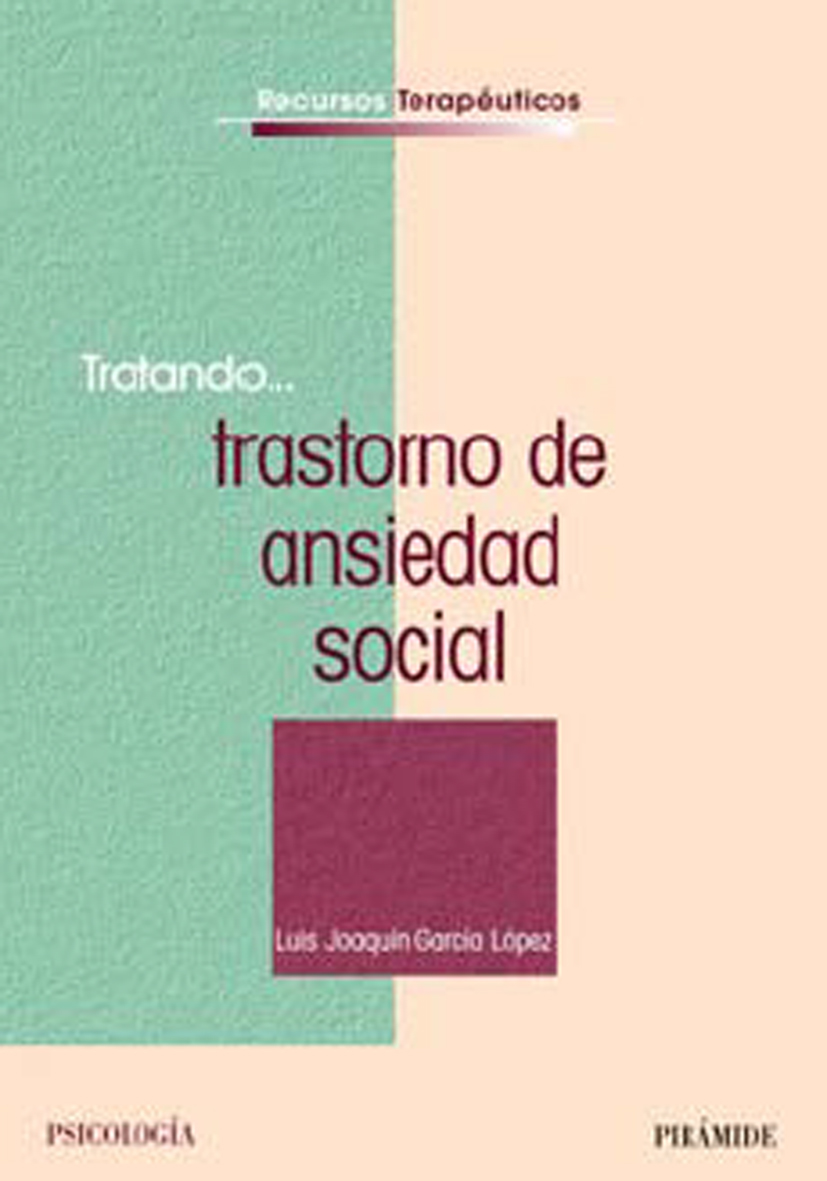 Recursos Terapéuticos
Tratando...
trastorno de
ansiedad
social
Luis Joaquín García López
PSICOLOGÍA
PIRÁMIDE